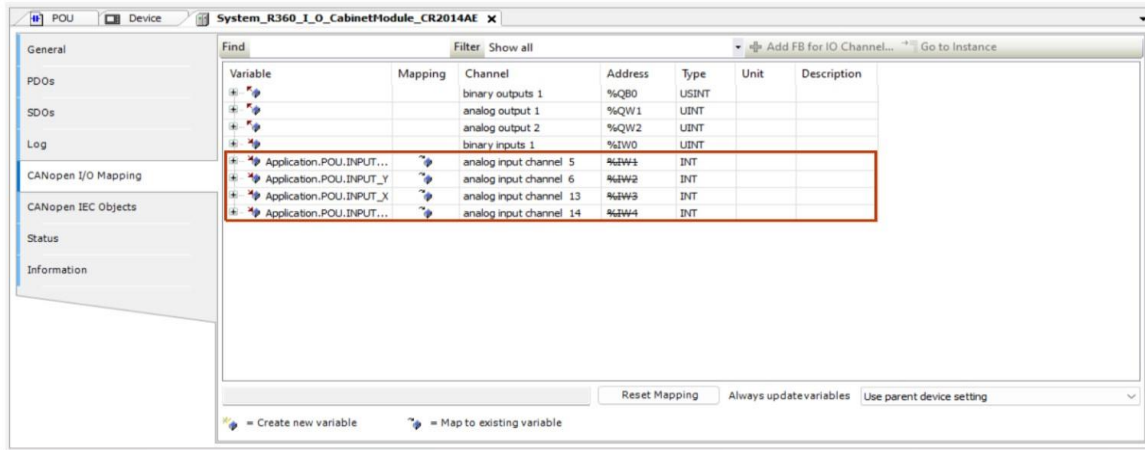 POU Device System_R360_I_O_CabinetModule_CR2014AE
General
PDOs
SDOs
Log
CANopen I/O Mapping
CANopen IEC Objects
Status
Information
Find Filter Show all Add FB for IO Channel... Go to Instance
Variable Mapping Channel Address Type Unit Description
binary outputs 1 %QB0 USINT
analog output 1 %QW1 UINT
analog output 2 %QW2 UINT
binary inputs 1 %IW0 UINT
Application.POU.INPUT... analog input channel 5 %IW1 INT
Application.POU.INPUT_Y analog input channel 6 %IW2 INT
Application.POU.INPUT_X analog input channel 13 %IW3 INT
Application.POU.INPUT... analog input channel 14 %IW4 INT
Reset Mapping Always update variables Use parent device setting
= Create new variable = Map to existing variable